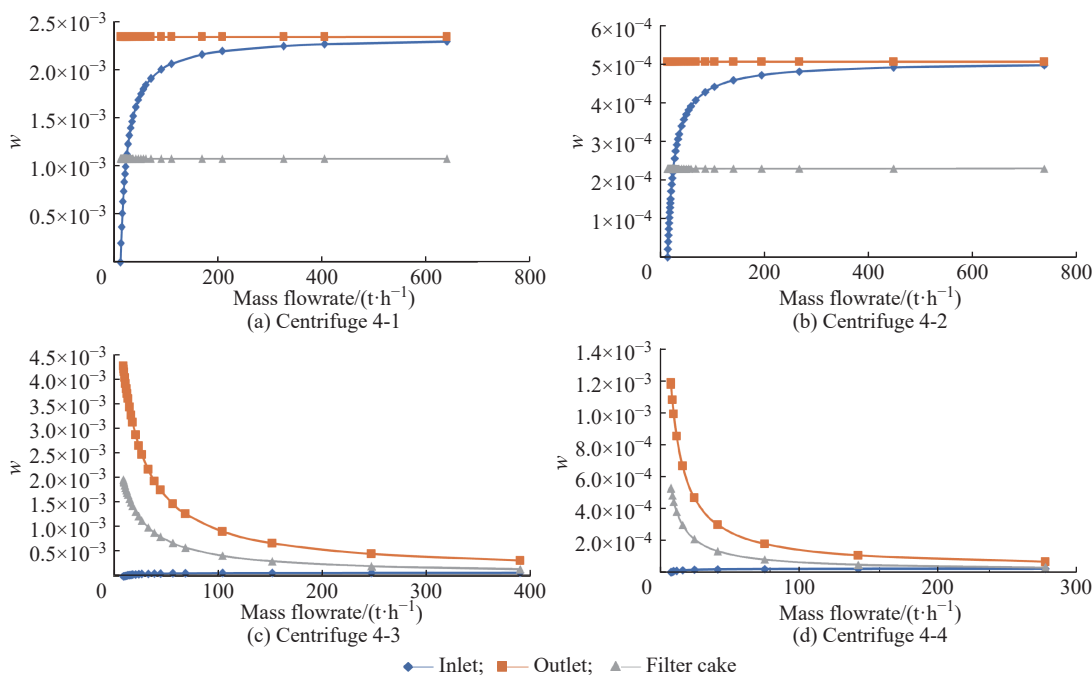 2.5×10⁻³
2.0×10⁻³
1.5×10⁻³
1.0×10⁻³
0.5×10⁻³
w
0 200 400 600 800
Mass flowrate/(t·h⁻¹)
(a) Centrifuge 4-1
6×10⁻⁴
5×10⁻⁴
4×10⁻⁴
3×10⁻⁴
2×10⁻⁴
1×10⁻⁴
w
0 200 400 600 800
Mass flowrate/(t·h⁻¹)
(b) Centrifuge 4-2
4.5×10⁻³
4.0×10⁻³
3.5×10⁻³
3.0×10⁻³
2.5×10⁻³
2.0×10⁻³
1.5×10⁻³
1.0×10⁻³
0.5×10⁻³
w
0 100 200 300 400
Mass flowrate/(t·h⁻¹)
(c) Centrifuge 4-3
1.4×10⁻³
1.2×10⁻³
1.0×10⁻³
8.0×10⁻⁴
6.0×10⁻⁴
4.0×10⁻⁴
2.0×10⁻⁴
w
0 100 200 300
Mass flowrate/(t·h⁻¹)
(d) Centrifuge 4-4
Inlet; Outlet; Filter cake